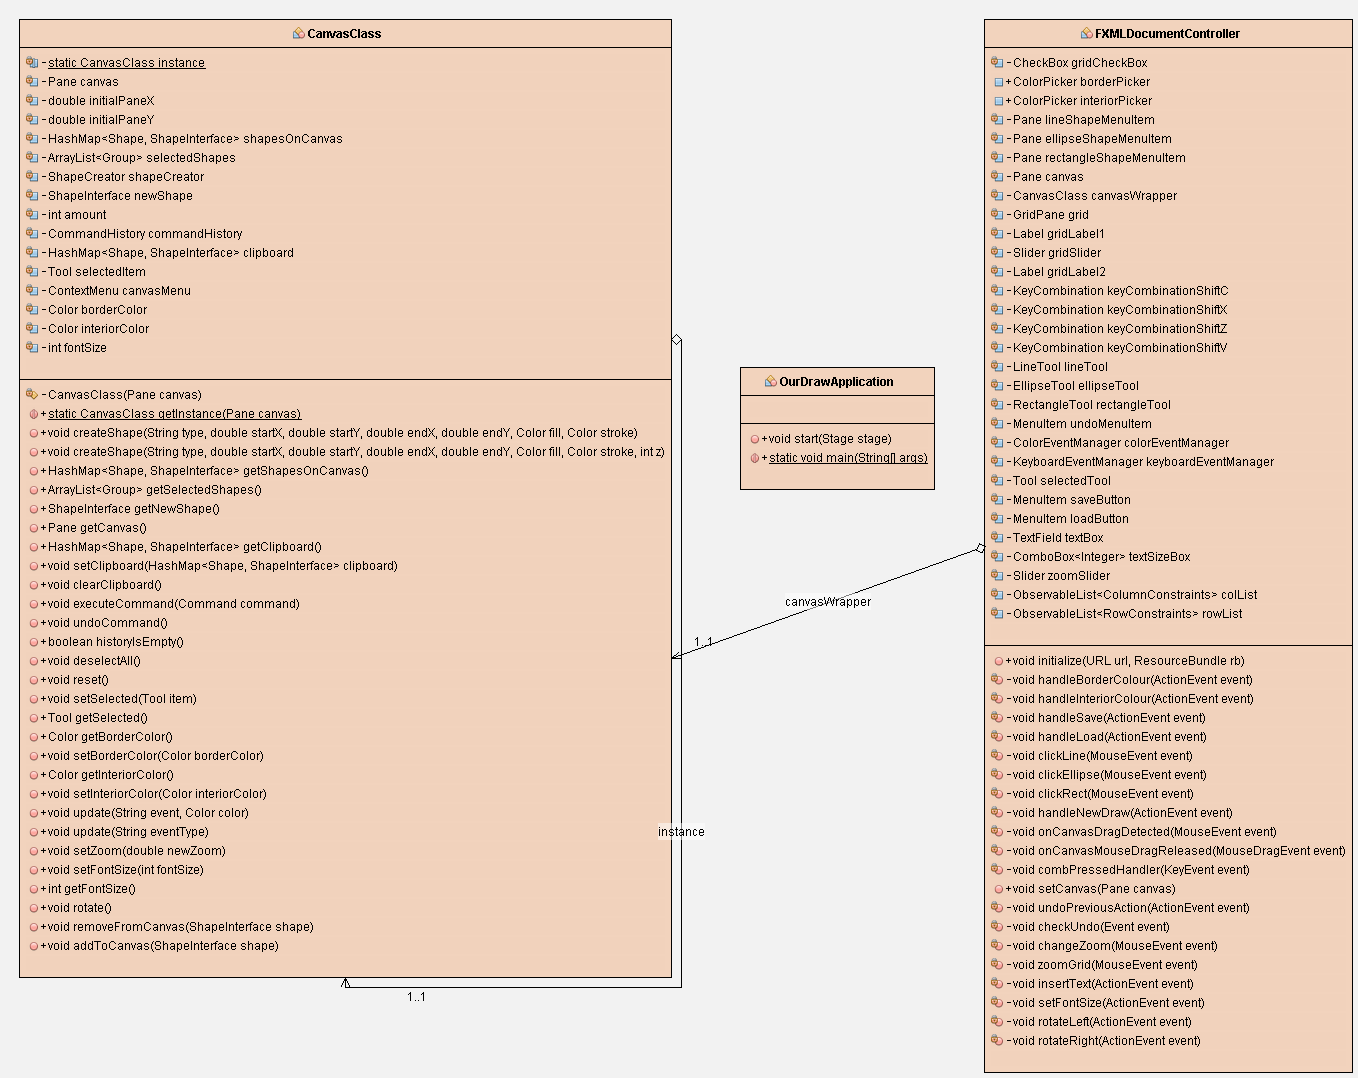 CanvasClass
- static CanvasClass instance
- Pane canvas
- double initialPaneX
- double initialPaneY
- HashMap<Shape, ShapeInterface> shapesOnCanvas
- ArrayList<Group> selectedShapes
- ShapeCreator shapeCreator
- ShapeInterface newShape
- int amount
- CommandHistory commandHistory
- HashMap<Shape, ShapeInterface> clipboard
- Tool selectedItem
- ContextMenu canvasMenu
- Color borderColor
- Color interiorColor
- int fontSize
- CanvasClass(Pane canvas)
+ static CanvasClass getInstance(Pane canvas)
+void createShape(String type, double startX, double startY, double endX, double endY, Color fill, Color stroke)
+void createShape(String type, double startX, double startY, double endX, double endY, Color fill, Color stroke, int z)
+HashMap<Shape, ShapeInterface> getShapesOnCanvas()
+ArrayList<Group> getSelectedShapes()
+ShapeInterface getNewShape()
+Pane getCanvas()
+HashMap<Shape, ShapeInterface> getClipboard()
+void setClipboard(HashMap<Shape, ShapeInterface> clipboard)
+void clearClipboard()
+void executeCommand(Command command)
+void undoCommand()
+boolean historyIsEmpty()
+void deselectAll()
+void reset()
+void setSelected(Tool item)
+Tool getSelected()
+Color getBorderColor()
+void setBorderColor(Color borderColor)
+Color getInteriorColor()
+void setInteriorColor(Color interiorColor)
+void update(String event, Color color)
+void update(String eventType)
+void setZoom(double newZoom)
+void setFontSize(int fontSize)
+int getFontSize()
+void rotate()
+void removeFromCanvas(ShapeInterface shape)
+void addToCanvas(ShapeInterface shape)
instance
1..1
canvasWrapper
1..1
OurDrawApplication
+void start(Stage stage)
+static void main(String[] args)
FXMLDocumentController
-CheckBox gridCheckBox
+ColorPicker borderPicker
+ColorPicker interiorPicker
-Pane lineShapeMenuItem
-Pane ellipseShapeMenuItem
-Pane rectangleShapeMenuItem
-Pane canvas
-CanvasClass canvasWrapper
-GridPane grid
-Label gridLabel1
-Slider gridSlider
-Label gridLabel2
-KeyCombination keyCombinationShiftC
-KeyCombination keyCombinationShiftX
-KeyCombination keyCombinationShiftZ
-KeyCombination keyCombinationShiftV
-LineTool lineTool
-EllipseTool ellipseTool
-RectangleTool rectangleTool
-MenuItem undoMenuItem
-ColorEventManager colorEventManager
-KeyboardEventManager keyboardEventManager
-Tool selectedTool
-MenuItem saveButton
-MenuItem loadButton
-TextField textBox
-ComboBox<Integer> textSizeBox
-Slider zoomSlider
-ObservableList<ColumnConstraints> colList
-ObservableList<RowConstraints> rowList
+void initialize(URL url, ResourceBundle rb)
-void handleBorderColour(ActionEvent event)
-void handleInteriorColour(ActionEvent event)
-void handleSave(ActionEvent event)
-void handleLoad(ActionEvent event)
-void clickLine(MouseEvent event)
-void clickEllipse(MouseEvent event)
-void clickRect(MouseEvent event)
-void handleNewDraw(ActionEvent event)
-void onCanvasDragDetected(MouseEvent event)
-void onCanvasMouseDragReleased(MouseDragEvent event)
-void combPressedHandler(KeyEvent event)
+void setCanvas(Pane canvas)
-void undoPreviousAction(ActionEvent event)
-void checkUndo(Event event)
-void changeZoom(MouseEvent event)
-void zoomGrid(MouseEvent event)
-void insertText(ActionEvent event)
-void setFontSize(ActionEvent event)
-void rotateLeft(ActionEvent event)
-void rotateRight(ActionEvent event)